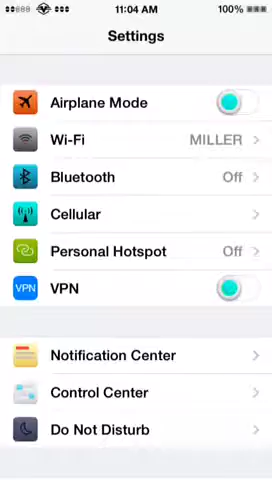 11:04 AM 100%
Settings
Airplane Mode
Wi-Fi MILLER
Bluetooth Off
Cellular
Personal Hotspot Off
VPN VPN
Notification Center
Control Center
Do Not Disturb